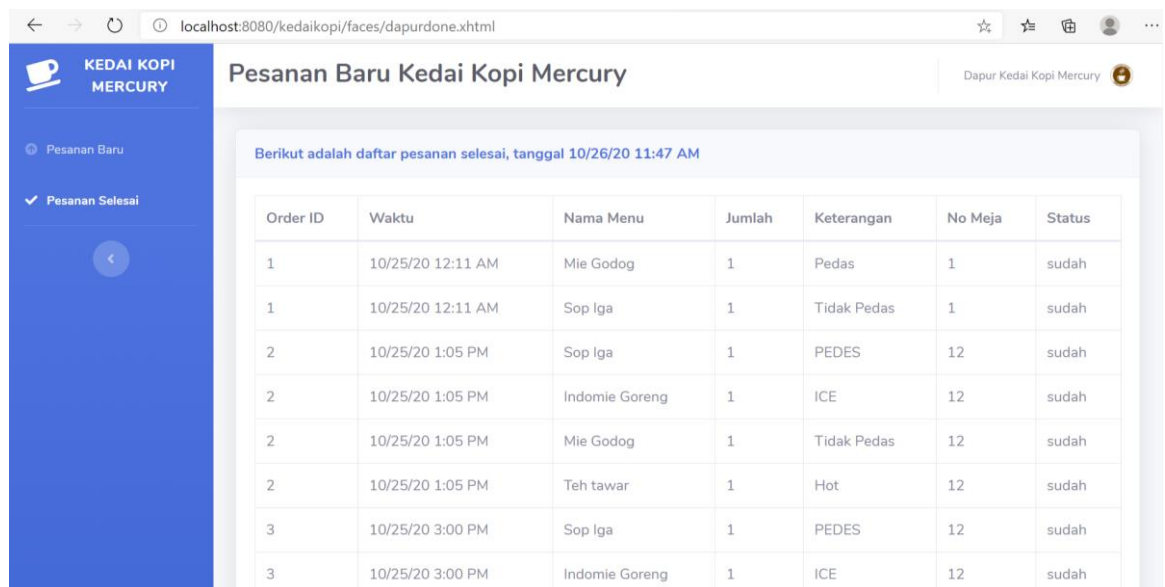 localhost:8080/kedaikopi/faces/dapurdone.xhtml
KEDAI KOPI
MERCURY
Pesanan Baru Kedai Kopi Mercury
Dapur Kedai Kopi Mercury
Pesanan Baru
Pesanan Selesai
Berikut adalah daftar pesanan selesai, tanggal 10/26/20 11:47 AM
Order ID Waktu Nama Menu Jumlah Keterangan No Meja Status
1 10/25/20 12:11 AM Mie Godog 1 Pedas 1 sudah
1 10/25/20 12:11 AM Sop Iga 1 Tidak Pedas 1 sudah
2 10/25/20 1:05 PM Sop Iga 1 PEDES 12 sudah
2 10/25/20 1:05 PM Indomie Goreng 1 ICE 12 sudah
2 10/25/20 1:05 PM Mie Godog 1 Tidak Pedas 12 sudah
2 10/25/20 1:05 PM Teh tawar 1 Hot 12 sudah
3 10/25/20 3:00 PM Sop Iga 1 PEDES 12 sudah
3 10/25/20 3:00 PM Indomie Goreng 1 ICE 12 sudah